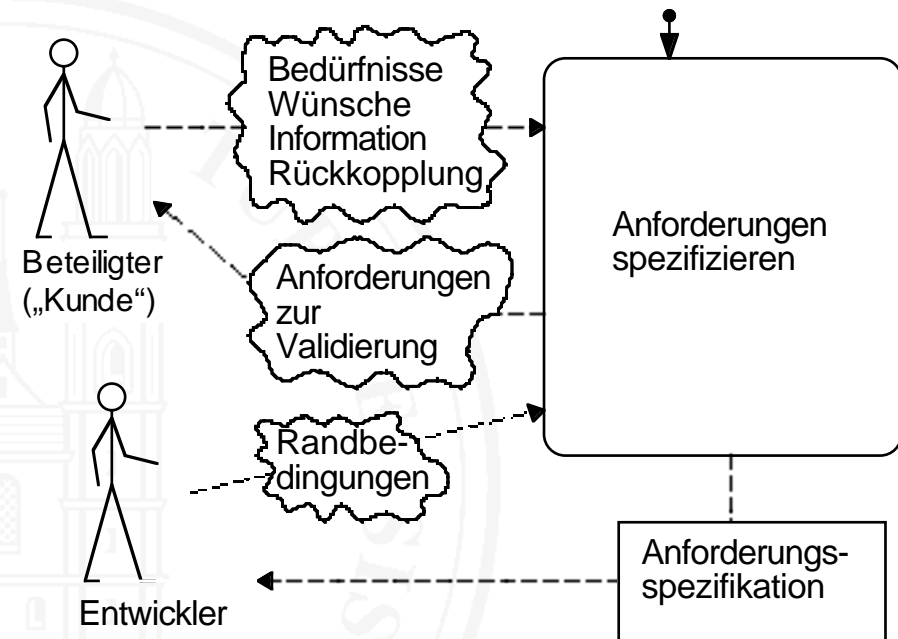 Bedürfnisse
Wünsche
Information
Rückkopplung
Beteiligter
(„Kunde“)
Anforderungen
zur
Validierung
Anforderungen
spezifizieren
Randbe-
dingungen
Entwickler
Anforderungs-
spezifikation